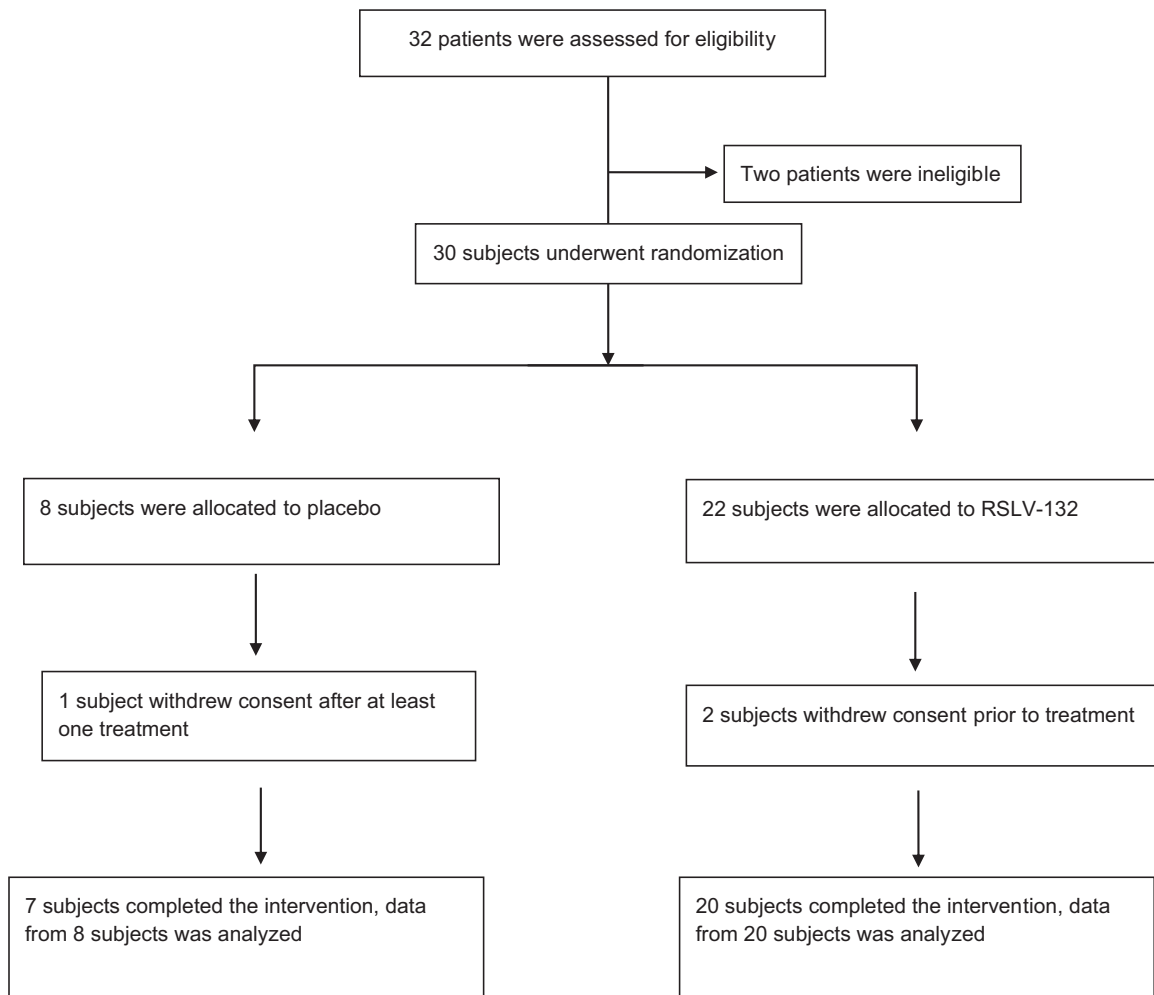 32 patients were assessed for eligibility
Two patients were ineligible
30 subjects underwent randomization
8 subjects were allocated to placebo
22 subjects were allocated to RSLV-132
1 subject withdrew consent after at least
one treatment
2 subjects withdrew consent prior to treatment
7 subjects completed the intervention, data
from 8 subjects was analyzed
20 subjects completed the intervention, data
from 20 subjects was analyzed